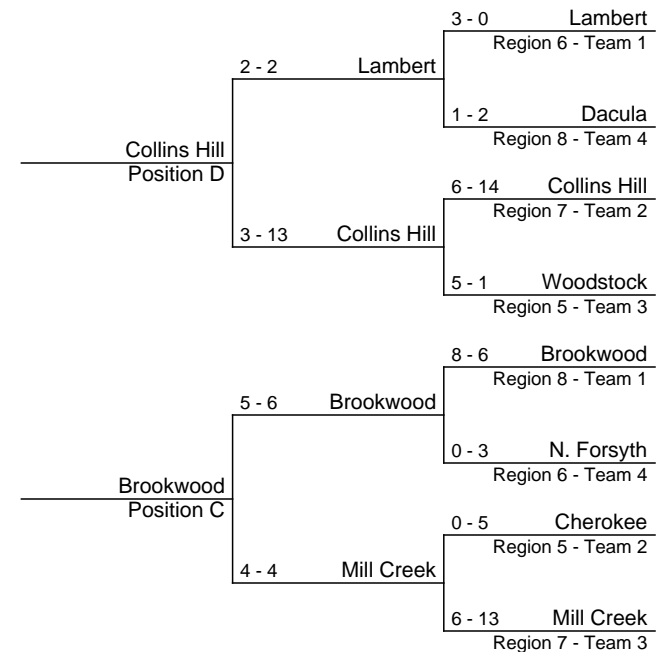 3 - 0 Lambert
Region 6 - Team 1
2 - 2 Lambert
1 - 2 Dacula
Region 8 - Team 4
Collins Hill
Position D
6 - 14 Collins Hill
Region 7 - Team 2
3 - 13 Collins Hill
5 - 1 Woodstock
Region 5 - Team 3
8 - 6 Brookwood
Region 8 - Team 1
5 - 6 Brookwood
0 - 3 N. Forsyth
Region 6 - Team 4
Brookwood
Position C
0 - 5 Cherokee
Region 5 - Team 2
4 - 4 Mill Creek
6 - 13 Mill Creek
Region 7 - Team 3